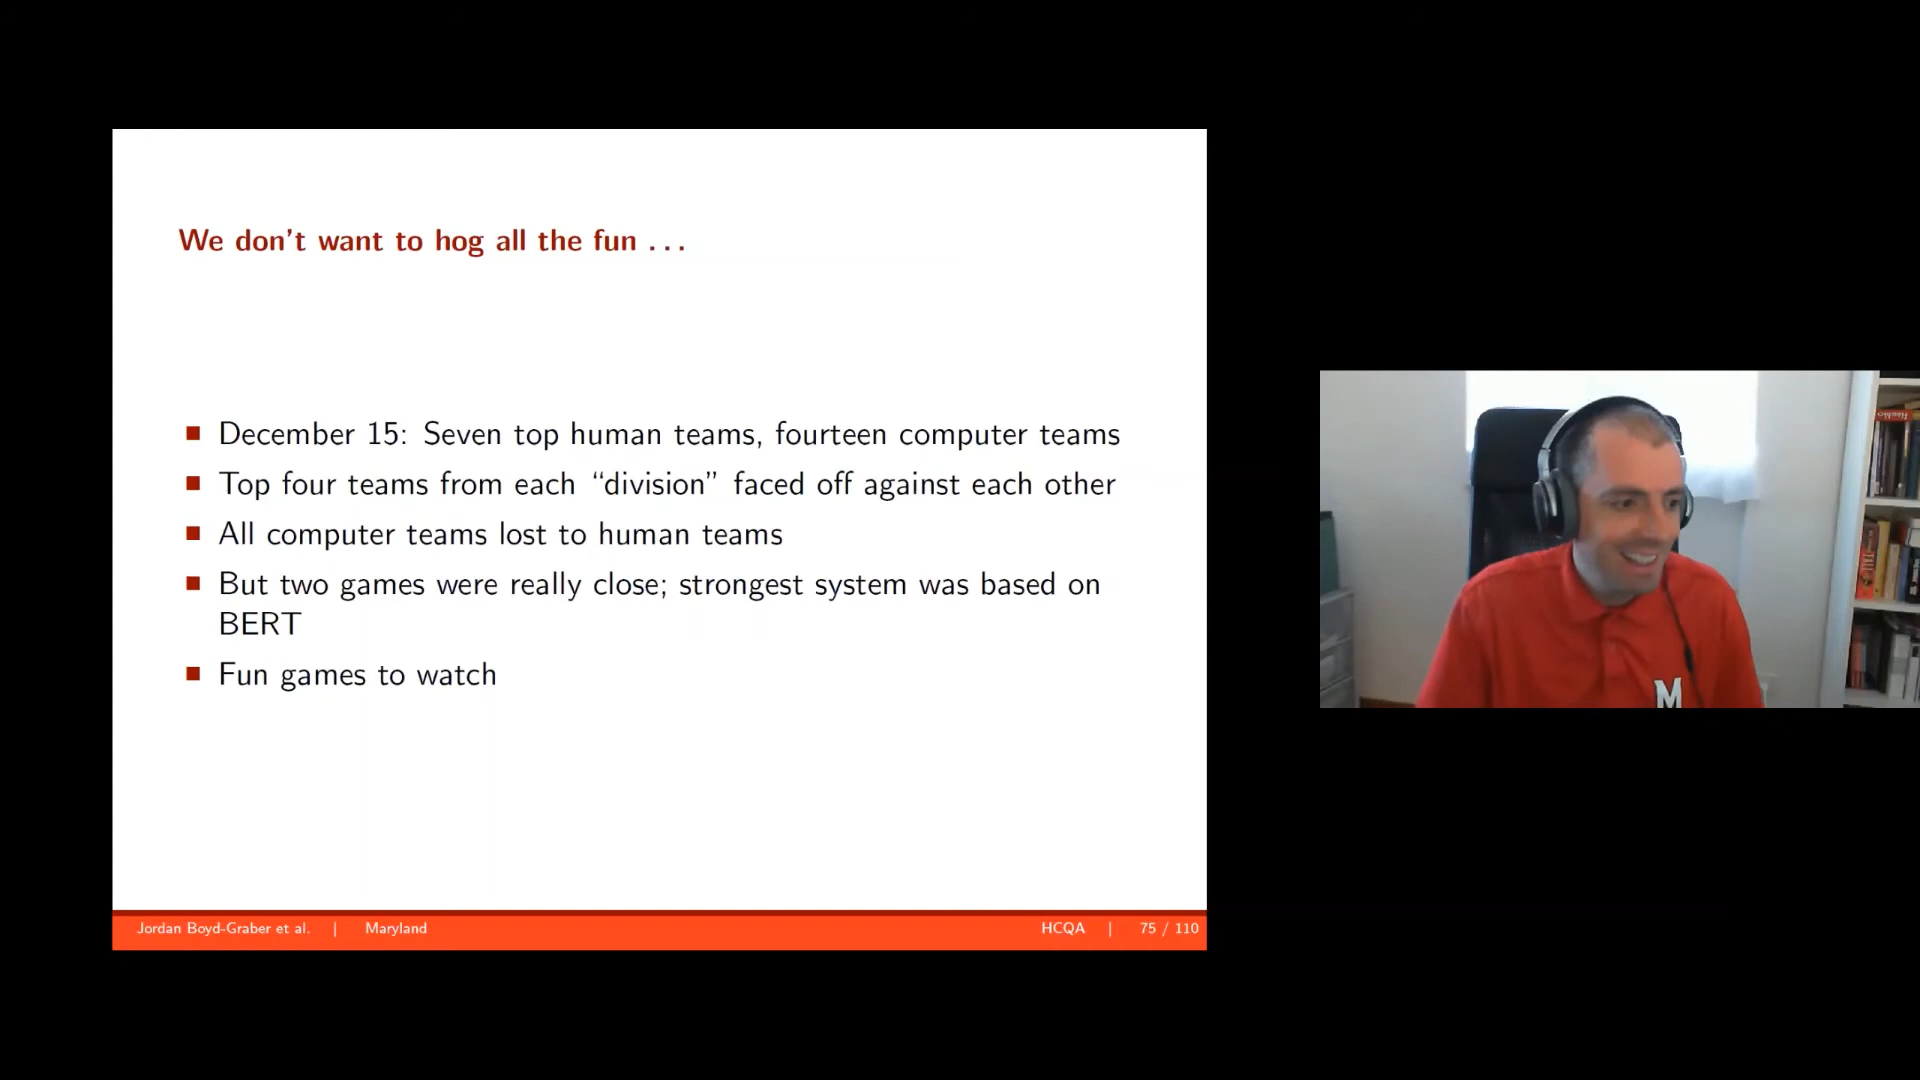 We don't want to hog all the fun . . .
December 15: Seven top human teams, fourteen computer teams
Top four teams from each “division” faced off against each other
All computer teams lost to human teams
But two games were really close; strongest system was based on
BERT
Fun games to watch
Jordan Boyd-Graber et al. | Maryland
HCQA | 75 / 110
M